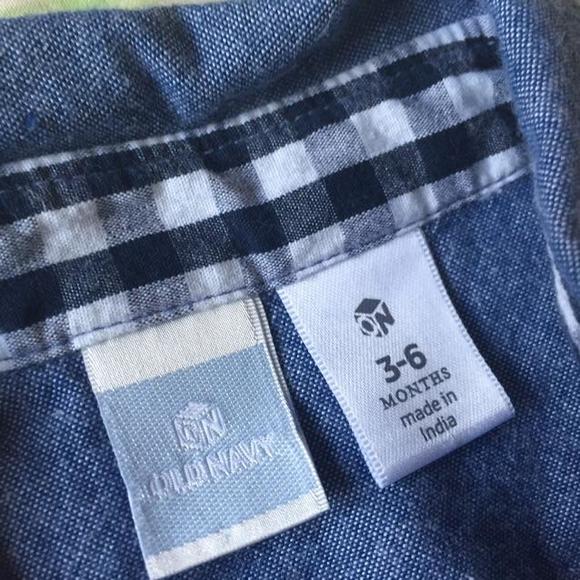 ON
OLD NAVY
ON
3-6
MONTHS
made in
India